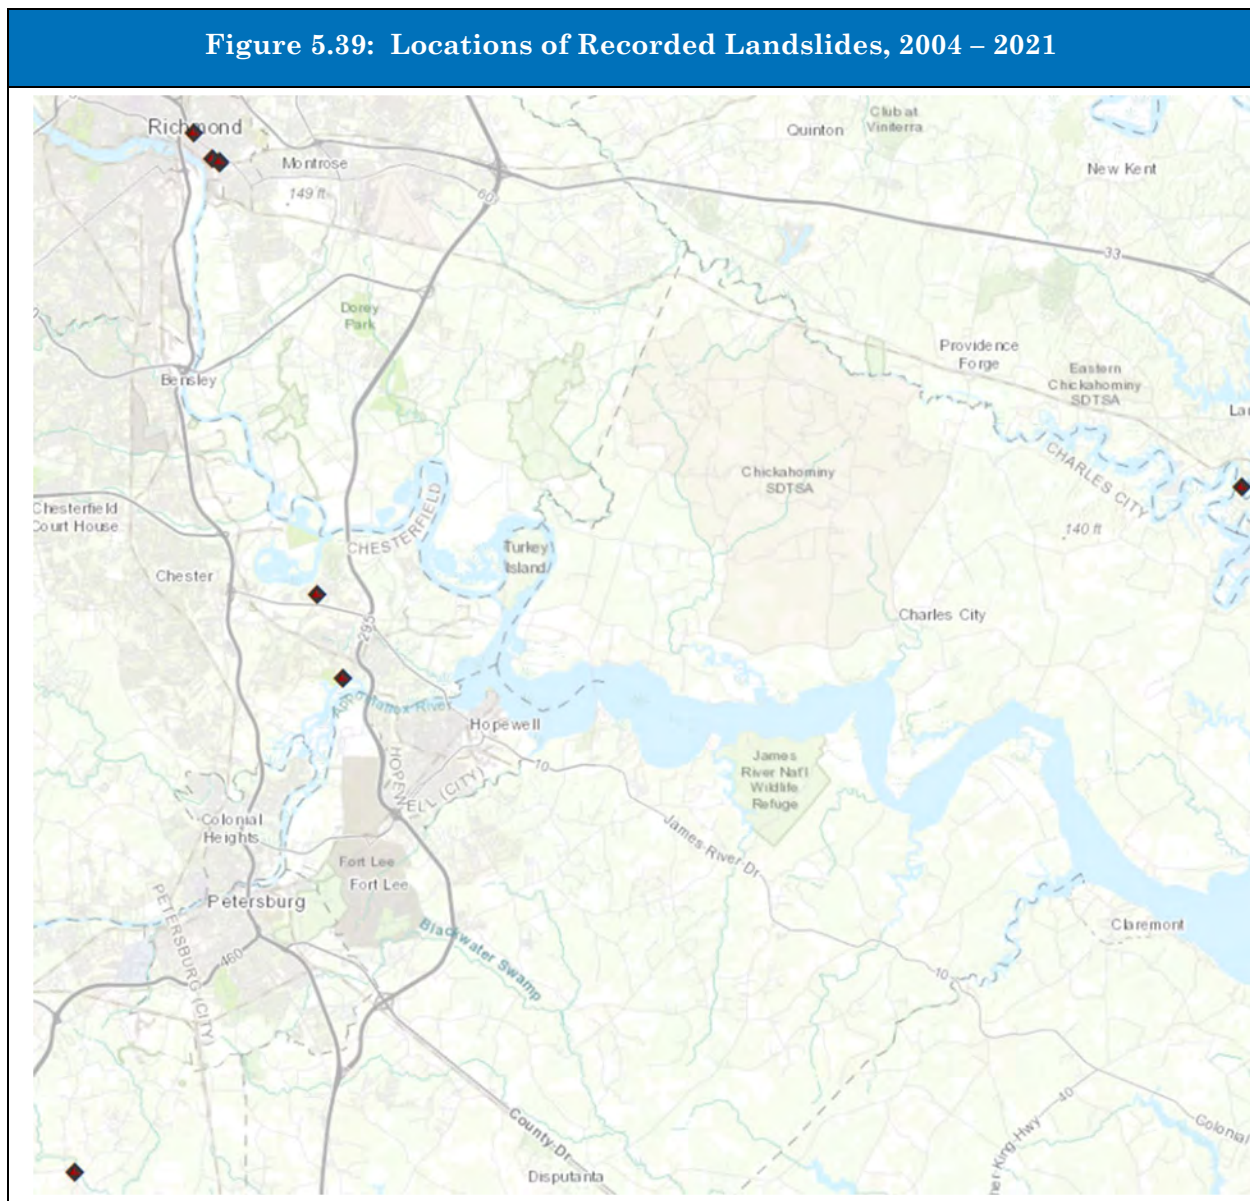 Figure 5.39:  Locations of Recorded Landslides, 2004 – 2021
Richmond
Montrose
149 ft
60
Quinton
Club at
Viniterra
New Kent
33
Dorey
Park
Bensley
Providence
Forge
Eastern
Chickahominy
SDTSA
CHARLES CITY
140 ft
Chickahominy
SDTSA
Chesterfield
Court House
CHESTERFIELD
Turkey
Island
Chester
295
Charles City
Appomattox River
Hopewell
HOPEWELL (CITY)
10
James
River Nat'l
Wildlife
Refuge
James River Dr
Colonial
Heights
Fort Lee
Fort Lee
Petersburg
PETERSBURG (CITY)
460
Blackwater Swamp
Claremont
10
40
County Dr
Disputanta
King Hwy
Colonial